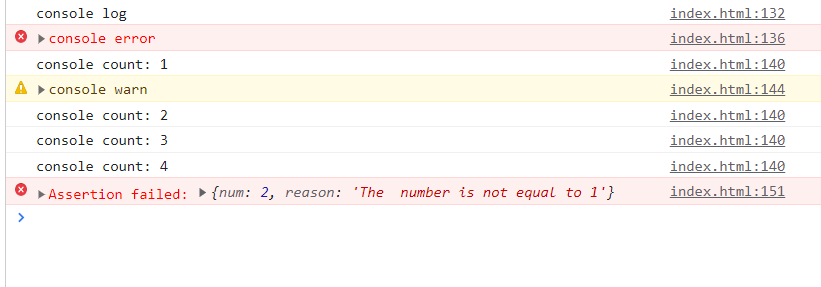 console log index.html:132
console error index.html:136
console count: 1 index.html:140
console warn index.html:144
console count: 2 index.html:140
console count: 3 index.html:140
console count: 4 index.html:140
Assertion failed: {num: 2, reason: 'The  number is not equal to 1'} index.html:151